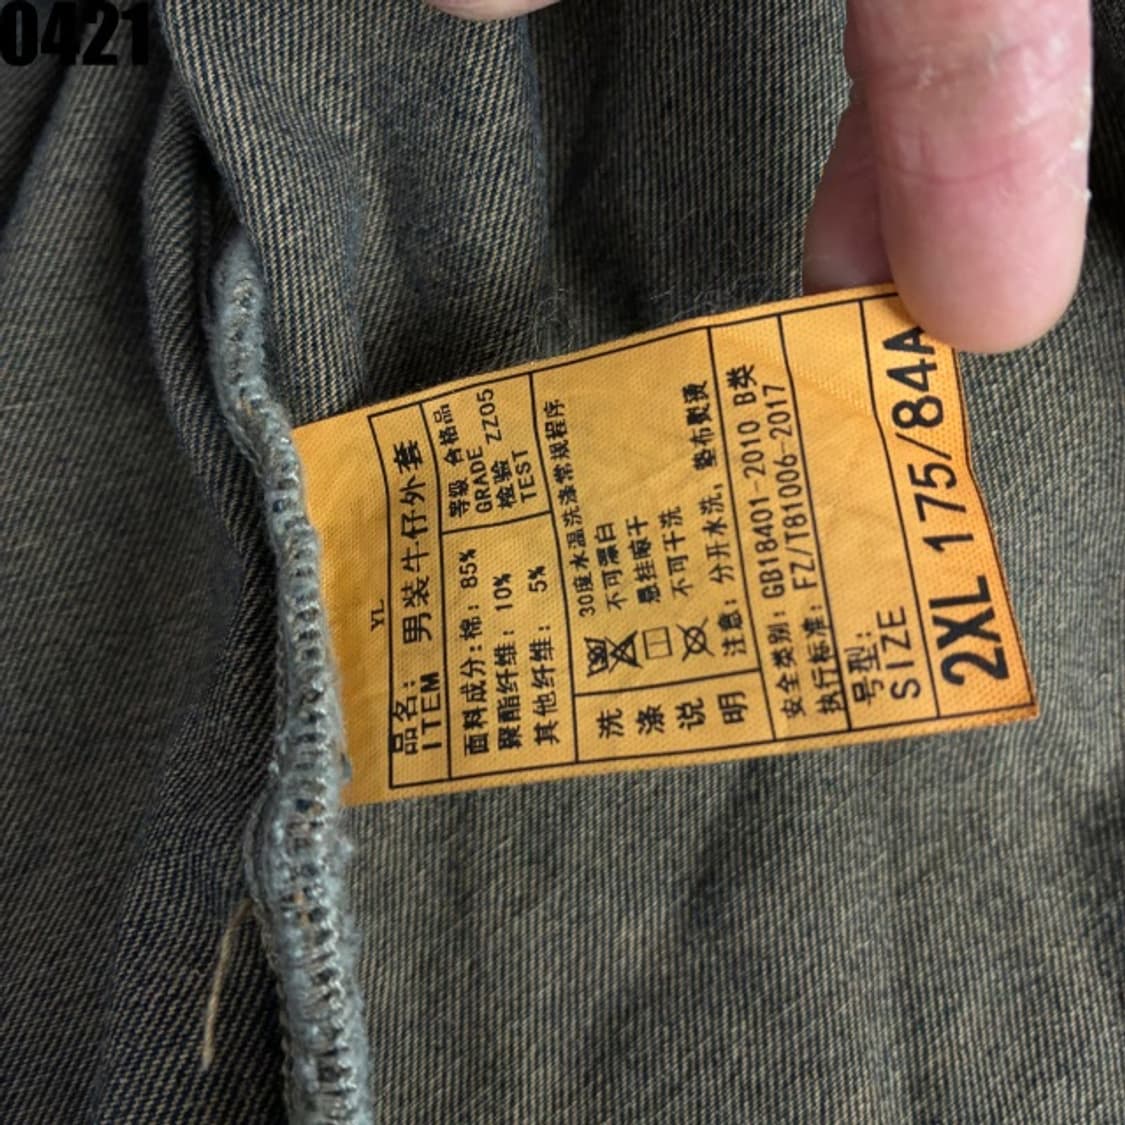 0421
YL
品名: 男装牛仔外套
ITEM
面料成分:棉: 85%
聚酯纤维: 10%
其他纤维: 5%
等级 合格品
GRADE
检验 ZZ05
TEST
洗涤说明
30度水温洗涤常规程序
不可漂白
悬挂晾干
不可干洗
注意: 分开水洗, 垫布熨烫
安全类别: GB18401-2010 B类
执行标准: FZ/T81006-2017
号型:
SIZE
2XL 175/84A